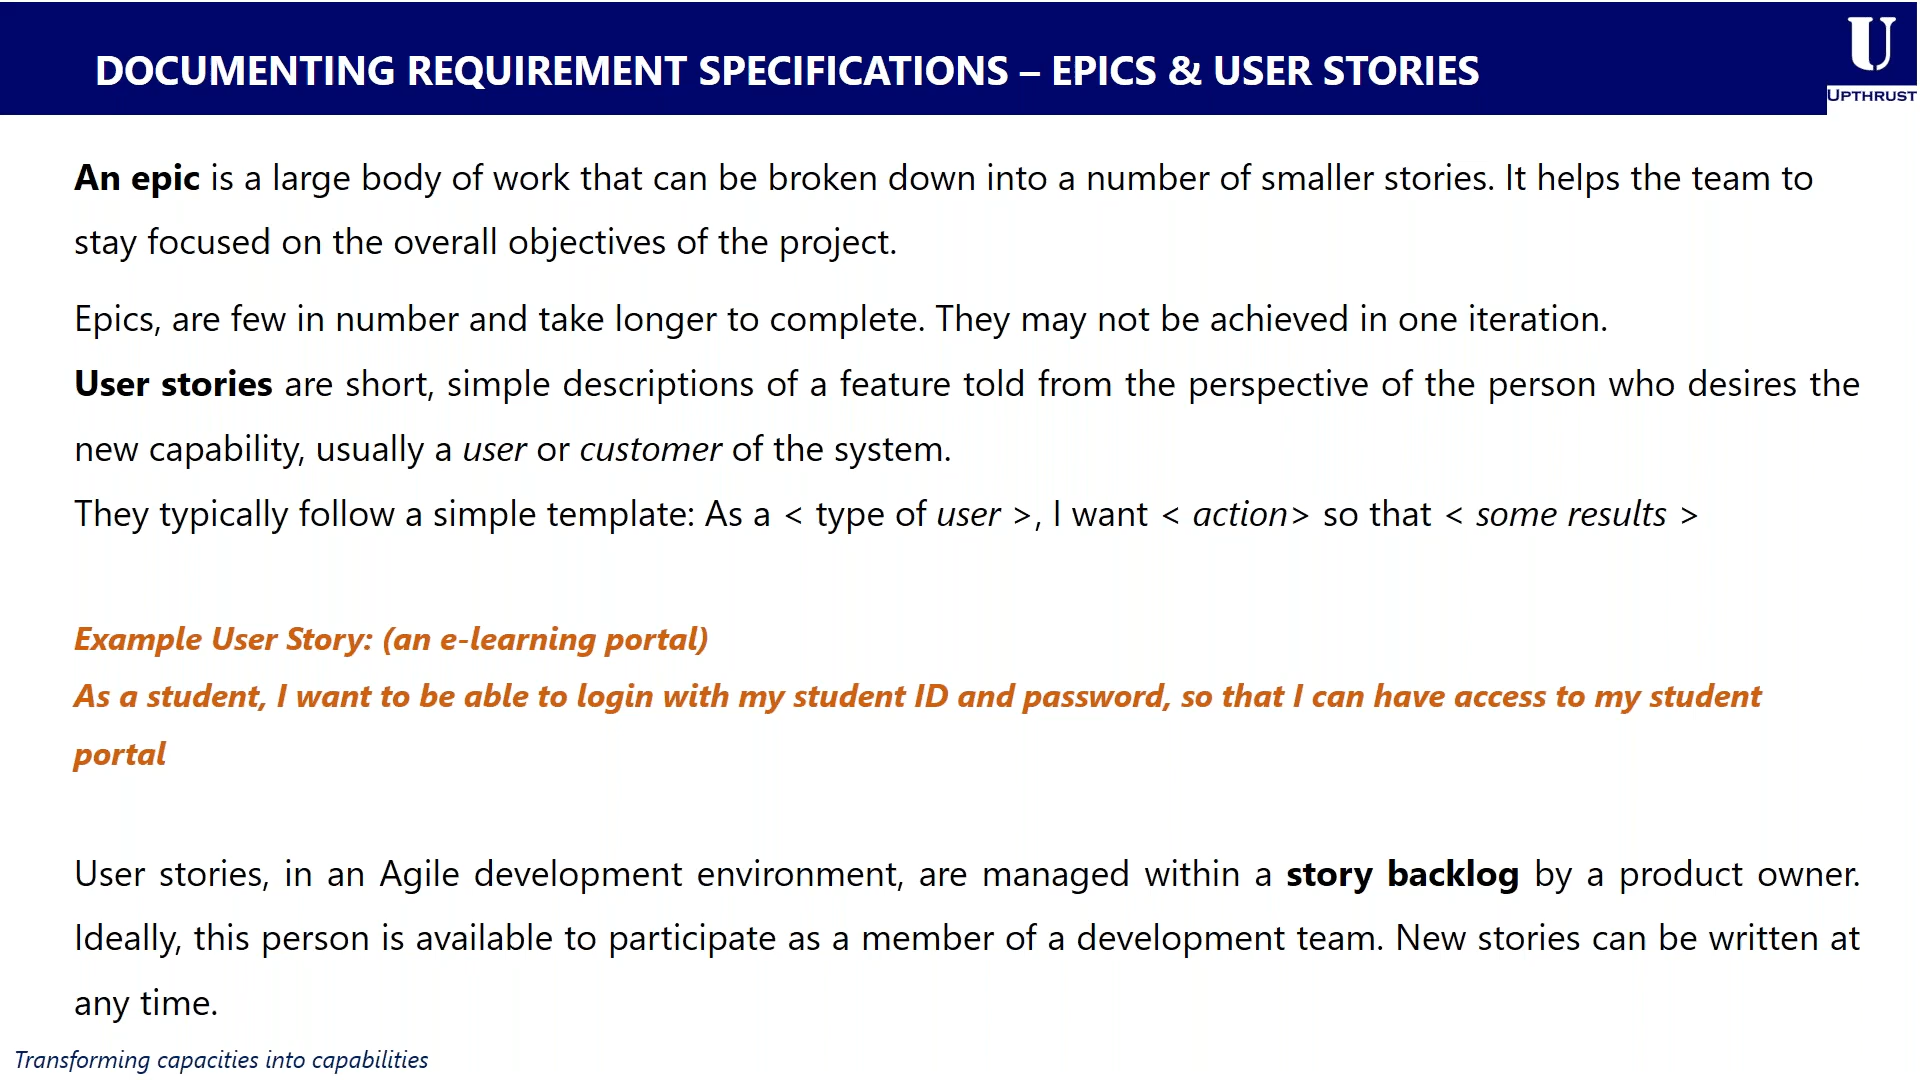 DOCUMENTING REQUIREMENT SPECIFICATIONS – EPICS & USER STORIES
U
UPTHRUST
An epic is a large body of work that can be broken down into a number of smaller stories. It helps the team to
stay focused on the overall objectives of the project.
Epics, are few in number and take longer to complete. They may not be achieved in one iteration.
User stories are short, simple descriptions of a feature told from the perspective of the person who desires the
new capability, usually a user or customer of the system.
They typically follow a simple template: As a < type of user >, I want < action> so that < some results >
Example User Story: (an e-learning portal)
As a student, I want to be able to login with my student ID and password, so that I can have access to my student
portal
User stories, in an Agile development environment, are managed within a story backlog by a product owner.
Ideally, this person is available to participate as a member of a development team. New stories can be written at
any time.
Transforming capacities into capabilities